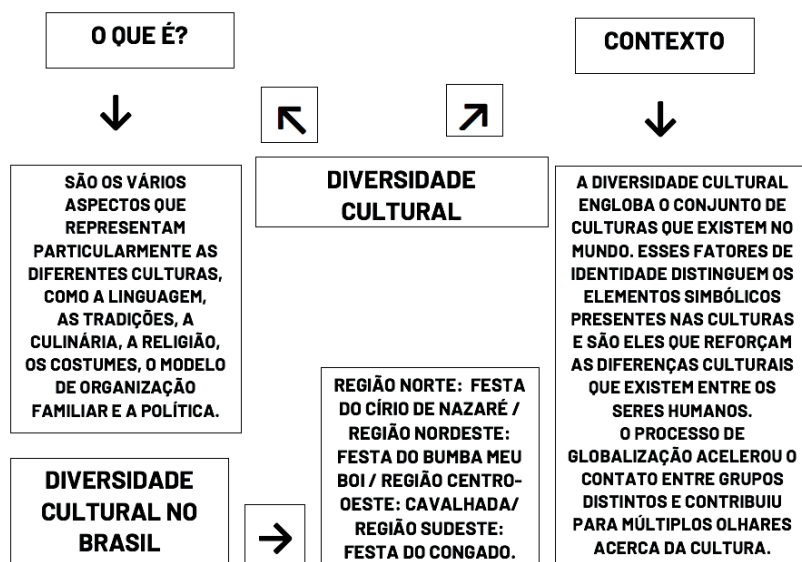 O QUE É?
SÃO OS VÁRIOS
ASPECTOS QUE
REPRESENTAM
PARTICULARMENTE AS
DIFERENTES CULTURAS,
COMO A LINGUAGEM,
AS TRADIÇÕES, A
CULINÁRIA, A RELIGIÃO,
OS COSTUMES, O MODELO
DE ORGANIZAÇÃO
FAMILIAR E A POLÍTICA.
DIVERSIDADE
CULTURAL
CONTEXTO
A DIVERSIDADE CULTURAL
ENGLOBA O CONJUNTO DE
CULTURAS QUE EXISTEM NO
MUNDO. ESSES FATORES DE
IDENTIDADE DISTINGUEM OS
ELEMENTOS SIMBÓLICOS
PRESENTES NAS CULTURAS
E SÃO ELES QUE REFORÇAM
AS DIFERENÇAS CULTURAIS
QUE EXISTEM ENTRE OS
SERES HUMANOS.
O PROCESSO DE
GLOBALIZAÇÃO ACELEROU O
CONTATO ENTRE GRUPOS
DISTINTOS E CONTRIBUIU
PARA MÚLTIPLOS OLHARES
ACERCA DA CULTURA.
DIVERSIDADE
CULTURAL NO
BRASIL
REGIÃO NORTE: FESTA
DO CÍRIO DE NAZARÉ /
REGIÃO NORDESTE:
FESTA DO BUMBA MEU
BOI / REGIÃO CENTRO-
OESTE: CAVALHADA/
REGIÃO SUDESTE:
FESTA DO CONGADO.